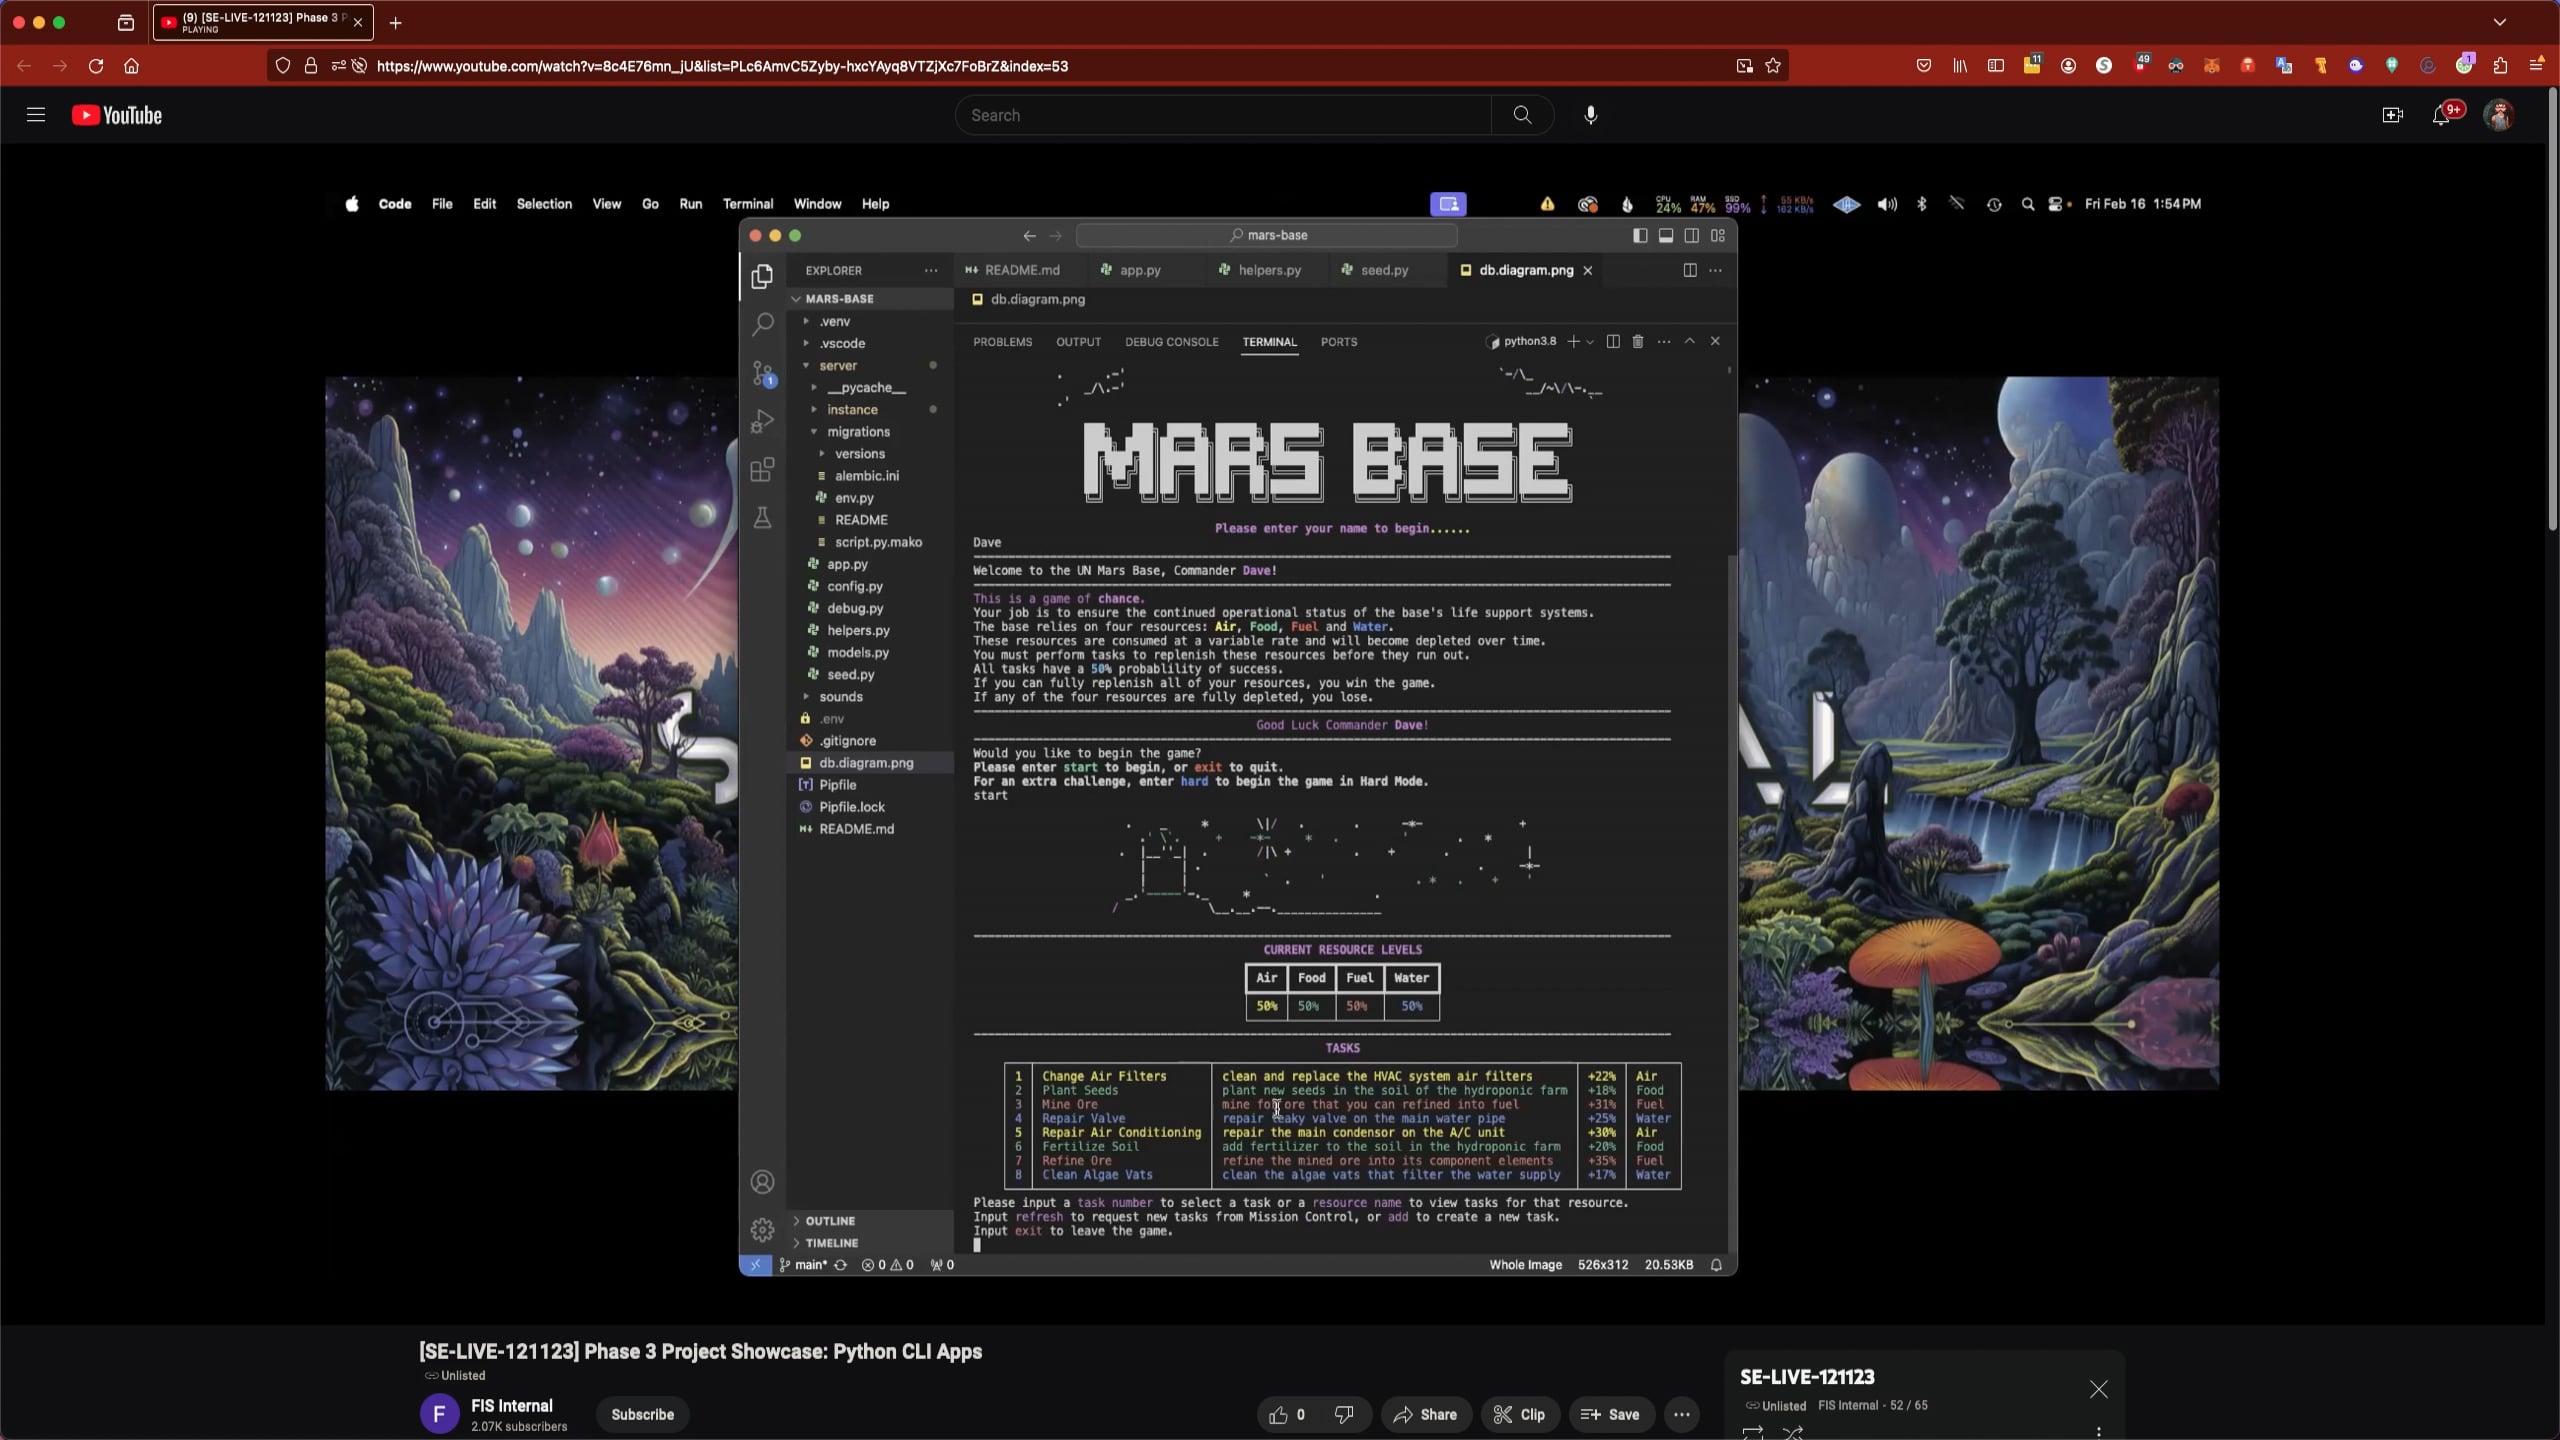 (9) [SE-LIVE-121123] Phase 3 P
PLAYING
https://www.youtube.com/watch?v=8c4E76mn_jU&list=PLc6AmvC5Zyby-hxcYAyq8VTZjXc7FoBrZ&index=53
11
49
1
YouTube
Search
9+
Code File Edit Selection View Go Run Terminal Window Help
CPU 24% RAM 47% SSD 99% 55 KB/s 162 KB/s Fri Feb 16 1:54 PM
mars-base
EXPLORER
README.md app.py helpers.py seed.py db.diagram.png
MARS-BASE
db.diagram.png
.venv
.vscode
server
__pycache__
instance
migrations
versions
alembic.ini
env.py
README
script.py.mako
app.py
config.py
debug.py
helpers.py
models.py
seed.py
sounds
.env
.gitignore
db.diagram.png
Pipfile
Pipfile.lock
README.md
OUTLINE
TIMELINE
1
PROBLEMS OUTPUT DEBUG CONSOLE TERMINAL PORTS
python3.8
MARS BASE
Please enter your name to begin......
Dave
Welcome to the UN Mars Base, Commander Dave!
This is a game of chance.
Your job is to ensure the continued operational status of the base's life support systems.
The base relies on four resources: Air, Food, Fuel and Water.
These resources are consumed at a variable rate and will become depleted over time.
You must perform tasks to replenish these resources before they run out.
All tasks have a 50% probablility of success.
If you can fully replenish all of your resources, you win the game.
If any of the four resources are fully depleted, you lose.
Good Luck Commander Dave!
Would you like to begin the game?
Please enter start to begin, or exit to quit.
For an extra challenge, enter hard to begin the game in Hard Mode.
start
CURRENT RESOURCE LEVELS
Air Food Fuel Water
50% 50% 50% 50%
TASKS
1 Change Air Filters clean and replace the HVAC system air filters +22% Air
2 Plant Seeds plant new seeds in the soil of the hydroponic farm +18% Food
3 Mine Ore mine for ore that you can refined into fuel +31% Fuel
4 Repair Valve repair leaky valve on the main water pipe +25% Water
5 Repair Air Conditioning repair the main condensor on the A/C unit +30% Air
6 Fertilize Soil add fertilizer to the soil in the hydroponic farm +20% Food
7 Refine Ore refine the mined ore into its component elements +35% Fuel
8 Clean Algae Vats clean the algae vats that filter the water supply +17% Water
Please input a task number to select a task or a resource name to view tasks for that resource.
Input refresh to request new tasks from Mission Control, or add to create a new task.
Input exit to leave the game.
main* 0 0 0 Whole Image 526x312 20.53KB
[SE-LIVE-121123] Phase 3 Project Showcase: Python CLI Apps
Unlisted
F
FIS Internal
2.07K subscribers
Subscribe
0
Share
Clip
Save
SE-LIVE-121123
Unlisted FIS Internal - 52 / 65